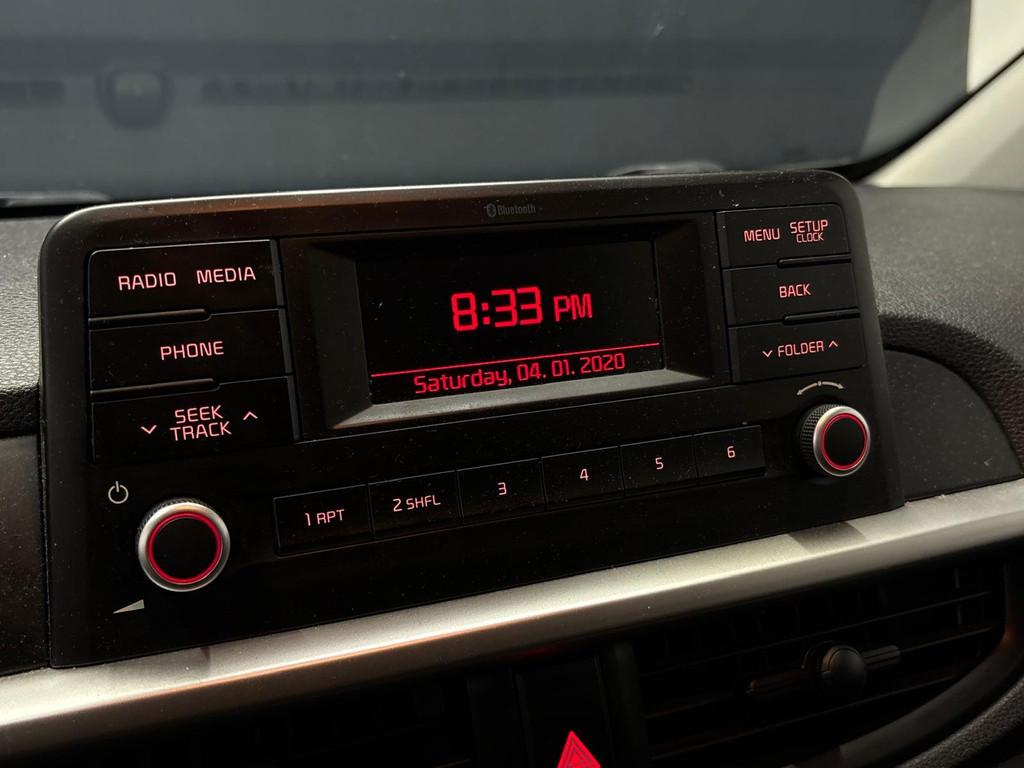 Bluetooth
RADIO MEDIA
PHONE
SEEK
TRACK
8:33 PM
Saturday, 04. 01. 2020
MENU SETUP
CLOCK
BACK
FOLDER
1 RPT 2 SHFL 3 4 5 6